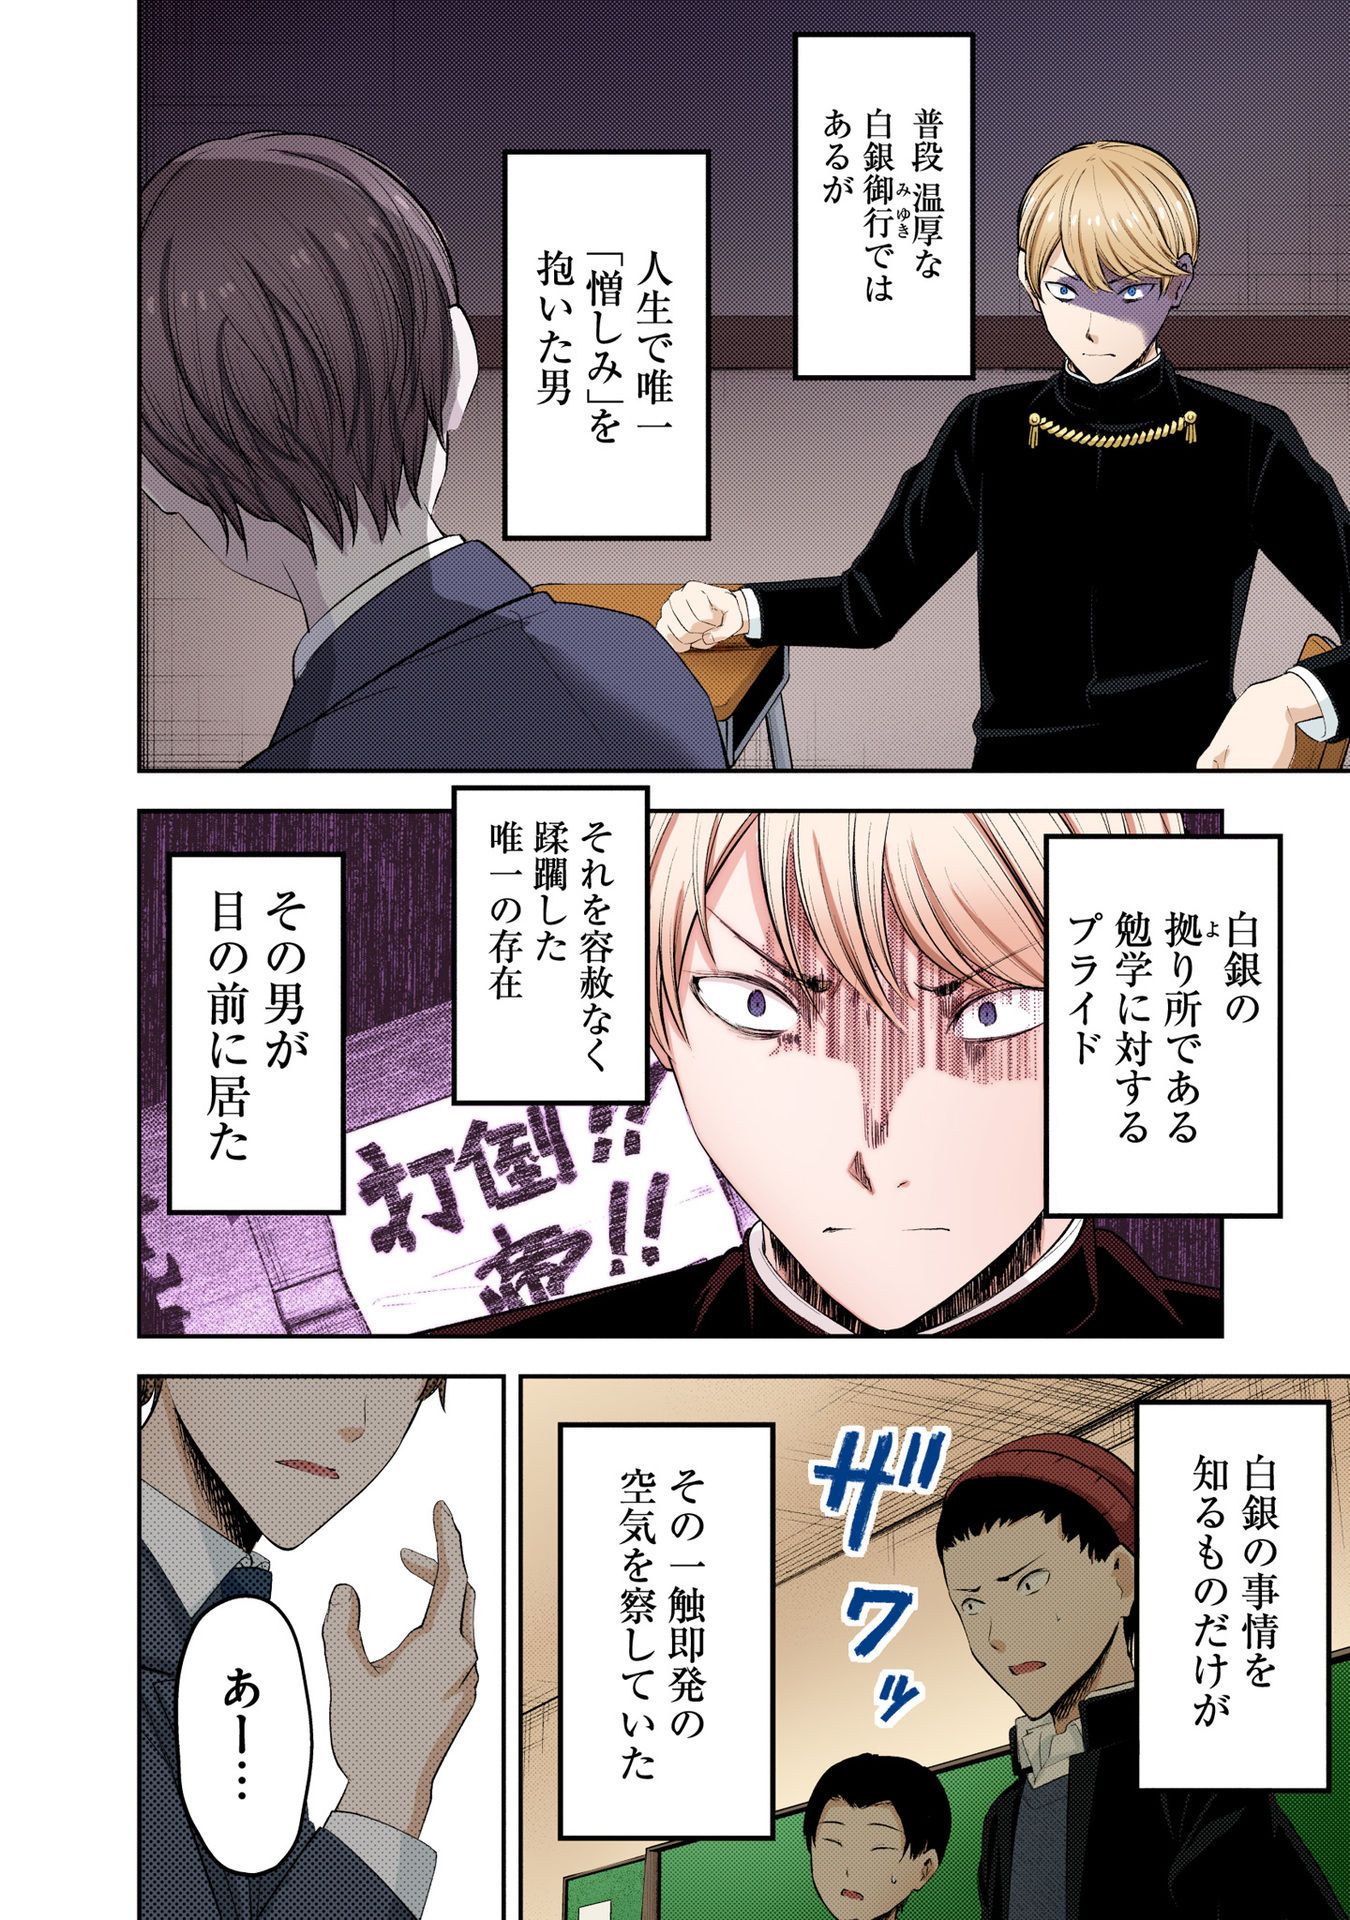 普段 温厚な
白銀御行では
みゆき
あるが
人生で唯一
「憎しみ」を
抱いた男
白銀の
拠り所である
よ
勉学に対する
プライド
それを容赦なく
蹂躙した
唯一の存在
打倒!!
!!
その男が
目の前に居た
白銀の事情を
知るものだけが
ザワッ
その一触即発の
空気を察していた
あー…